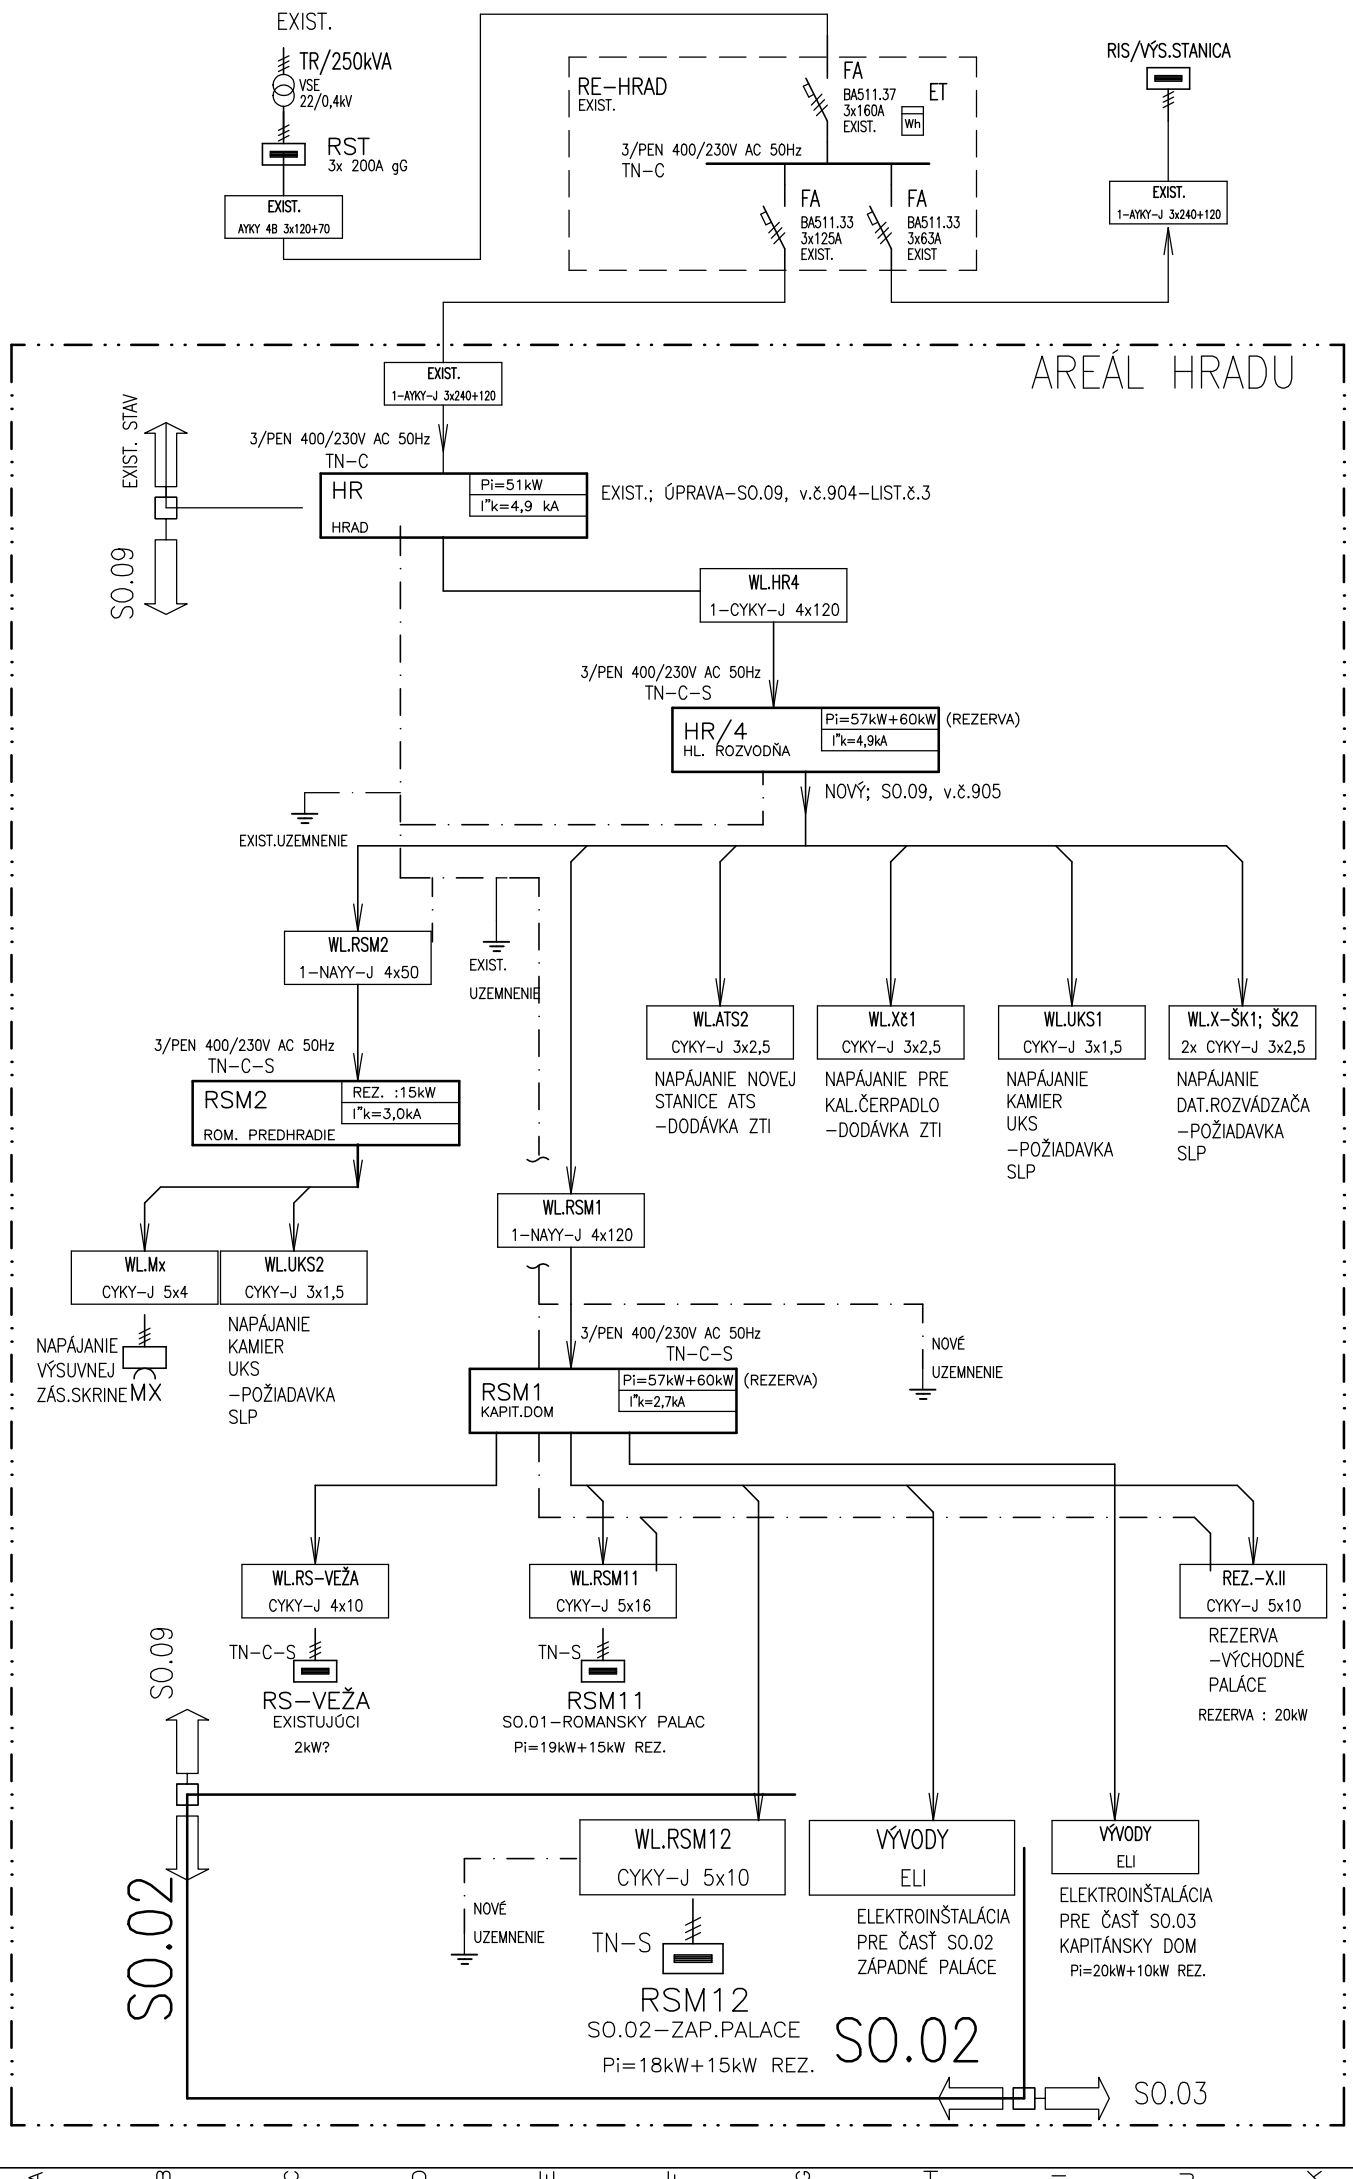 EXIST.
TR/250kVA
VSE
22/0,4kV
RST
3x 200A gG
EXIST.
AYKY 4B 3x120+70
RE-HRAD
EXIST.
FA
BA511.37
3x160A
EXIST.
ET
Wh
3/PEN 400/230V AC 50Hz
TN-C
FA
BA511.33
3x125A
EXIST.
FA
BA511.33
3x63A
EXIST
RIS/VÝS.STANICA
EXIST.
1-AYKY-J 3x240+120
AREÁL HRADU
EXIST.
1-AYKY-J 3x240+120
EXIST. STAV
SO.09
3/PEN 400/230V AC 50Hz
TN-C
HR
HRAD
Pi=51kW
I"k=4,9 kA
EXIST.; ÚPRAVA-SO.09, v.č.904-LIST.č.3
WL.HR4
1-CYKY-J 4x120
3/PEN 400/230V AC 50Hz
TN-C-S
HR/4
HL. ROZVODŇA
Pi=57kW+60kW (REZERVA)
I"k=4,9kA
NOVÝ; SO.09, v.č.905
EXIST.UZEMNENIE
WL.RSM2
1-NAYY-J 4x50
EXIST.
UZEMNENIE
3/PEN 400/230V AC 50Hz
TN-C-S
RSM2
ROM. PREDHRADIE
REZ. :15kW
I"k=3,0kA
WL.ATS2
CYKY-J 3x2,5
NAPÁJANIE NOVEJ
STANICE ATS
-DODÁVKA ZTI
WL.Xč1
CYKY-J 3x2,5
NAPÁJANIE PRE
KAL.ČERPADLO
-DODÁVKA ZTI
WL.UKS1
CYKY-J 3x1,5
NAPÁJANIE
KAMIER
UKS
-POŽIADAVKA
SLP
WL.X-ŠK1; ŠK2
2x CYKY-J 3x2,5
NAPÁJANIE
DAT.ROZVÁDZAČA
-POŽIADAVKA
SLP
WL.RSM1
1-NAYY-J 4x120
WL.Mx
CYKY-J 5x4
NAPÁJANIE
VÝSUVNEJ
ZÁS.SKRINE MX
WL.UKS2
CYKY-J 3x1,5
NAPÁJANIE
KAMIER
UKS
-POŽIADAVKA
SLP
3/PEN 400/230V AC 50Hz
TN-C-S
NOVÉ
UZEMNENIE
RSM1
KAPIT.DOM
Pi=57kW+60kW (REZERVA)
I"k=2,7kA
WL.RS-VEŽA
CYKY-J 4x10
TN-C-S
RS-VEŽA
EXISTUJÚCI
2kW?
WL.RSM11
CYKY-J 5x16
TN-S
RSM11
SO.01-ROMANSKY PALAC
Pi=19kW+15kW REZ.
REZ.-X.II
CYKY-J 5x10
REZERVA
-VÝCHODNÉ
PALÁCE
REZERVA : 20kW
SO.09
SO.02
WL.RSM12
CYKY-J 5x10
NOVÉ
UZEMNENIE
TN-S
RSM12
SO.02-ZAP.PALACE
Pi=18kW+15kW REZ.
VÝVODY
ELI
ELEKTROINŠTALÁCIA
PRE ČASŤ SO.02
ZÁPADNÉ PALÁCE
VÝVODY
ELI
ELEKTROINŠTALÁCIA
PRE ČASŤ SO.03
KAPITÁNSKY DOM
Pi=20kW+10kW REZ.
SO.02
SO.03
A B C D E F G H I J K